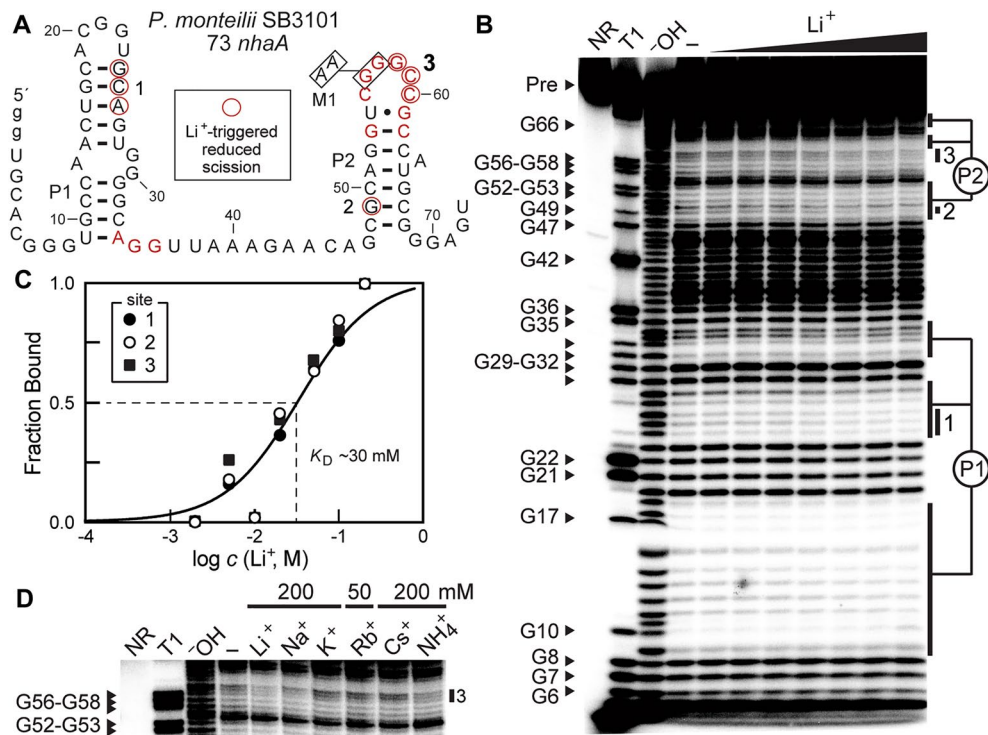 A
P. monteilii SB3101
73 nhaA
20
C G G
A U
C G
G C 1
U A
5´
g g U G C A C G G G G U
P1
10
30
A G G U U A A A G A A C A G
40
Li⁺-triggered
reduced
scission
A A
M1
G G G C C
3
60
P2
50
2 G
70
B
NR
T1
⁻OH
–
Li⁺
Pre
G66
G56-G58
G52-G53
G49
G47
G42
G36
G35
G29-G32
G22
G21
G17
G10
G8
G7
G6
3
P2
2
1
P1
C
Fraction Bound
1.0
0.5
0.0
site
1
2
3
K_D ~30 mM
-4 -3 -2 -1 0
log c (Li⁺, M)
D
200 50 200 mM
NR
T1
⁻OH
–
Li⁺
Na⁺
K⁺
Rb⁺
Cs⁺
NH₄⁺
G56-G58
G52-G53
3